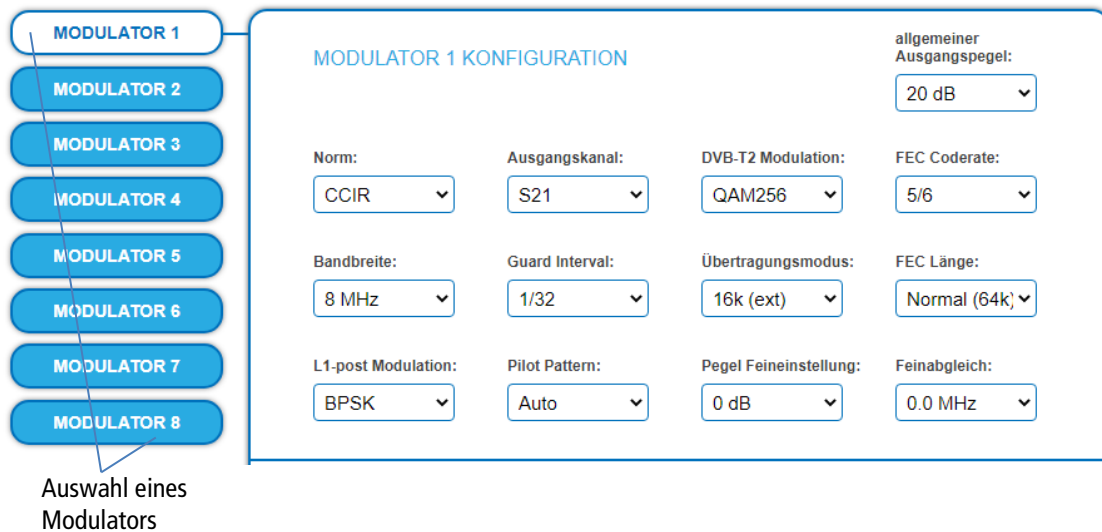 MODULATOR 1
MODULATOR 2
MODULATOR 3
MODULATOR 4
MODULATOR 5
MODULATOR 6
MODULATOR 7
MODULATOR 8
Auswahl eines
Modulators
MODULATOR 1 KONFIGURATION
allgemeiner
Ausgangspegel:
20 dB
Norm: Ausgangskanal: DVB-T2 Modulation: FEC Coderate:
CCIR S21 QAM256 5/6
Bandbreite: Guard Interval: Übertragungsmodus: FEC Länge:
8 MHz 1/32 16k (ext) Normal (64k)
L1-post Modulation: Pilot Pattern: Pegel Feineinstellung: Feinabgleich:
BPSK Auto 0 dB 0.0 MHz